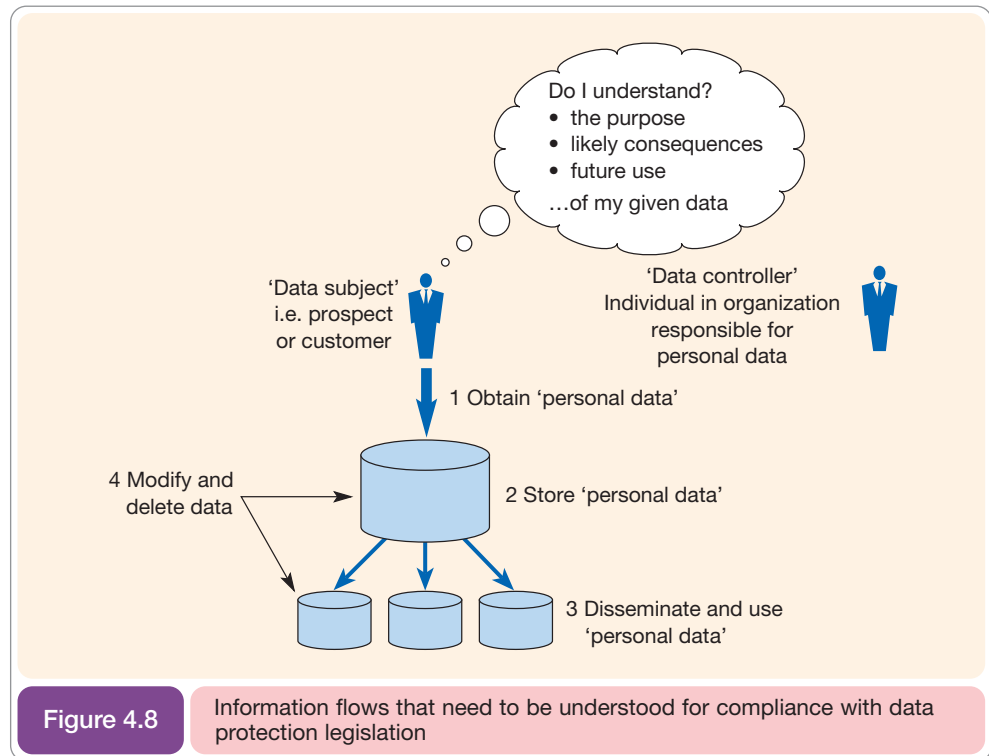 Do I understand?
• the purpose
• likely consequences
• future use
…of my given data
‘Data subject’
i.e. prospect
or customer
‘Data controller’
Individual in organization
responsible for
personal data
1 Obtain ‘personal data’
4 Modify and
delete data
2 Store ‘personal data’
3 Disseminate and use
‘personal data’
Figure 4.8
Information flows that need to be understood for compliance with data
protection legislation